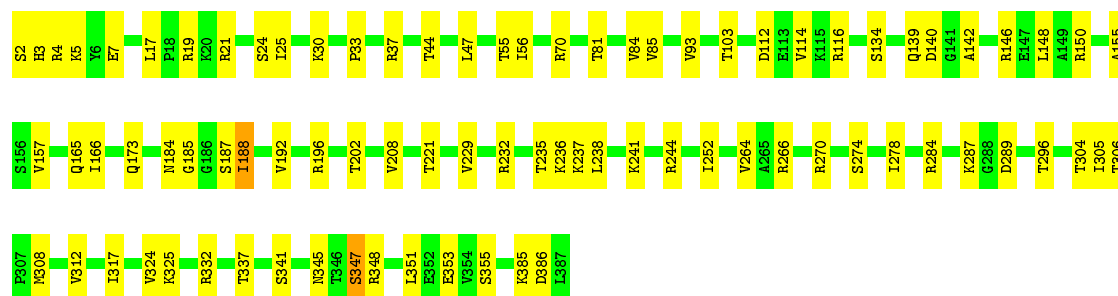 S2 H3 R4 K5 Y6 E7 L17 P18 R19 K20 R21 S24 I25 K30 P33 R37 T44 L47 T55 I56 R70 T81 V84 V85 V93 T103 D112 E113 V114 K115 R116 S134 Q139 D140 G141 A142 R146 E147 L148 A149 R150 A155
S156 V157 Q165 I166 Q173 N184 G185 G186 S187 I188 V192 R196 T202 V208 T221 V229 R232 T235 K236 K237 L238 K241 R244 I252 V264 A265 R266 R270 S274 I278 R284 K287 G288 D289 T296 T304 I305 T306
P307 M308 V312 I317 V324 K325 R332 T337 S341 N345 T346 S347 R348 L351 E352 E353 V354 S355 K385 D386 L387